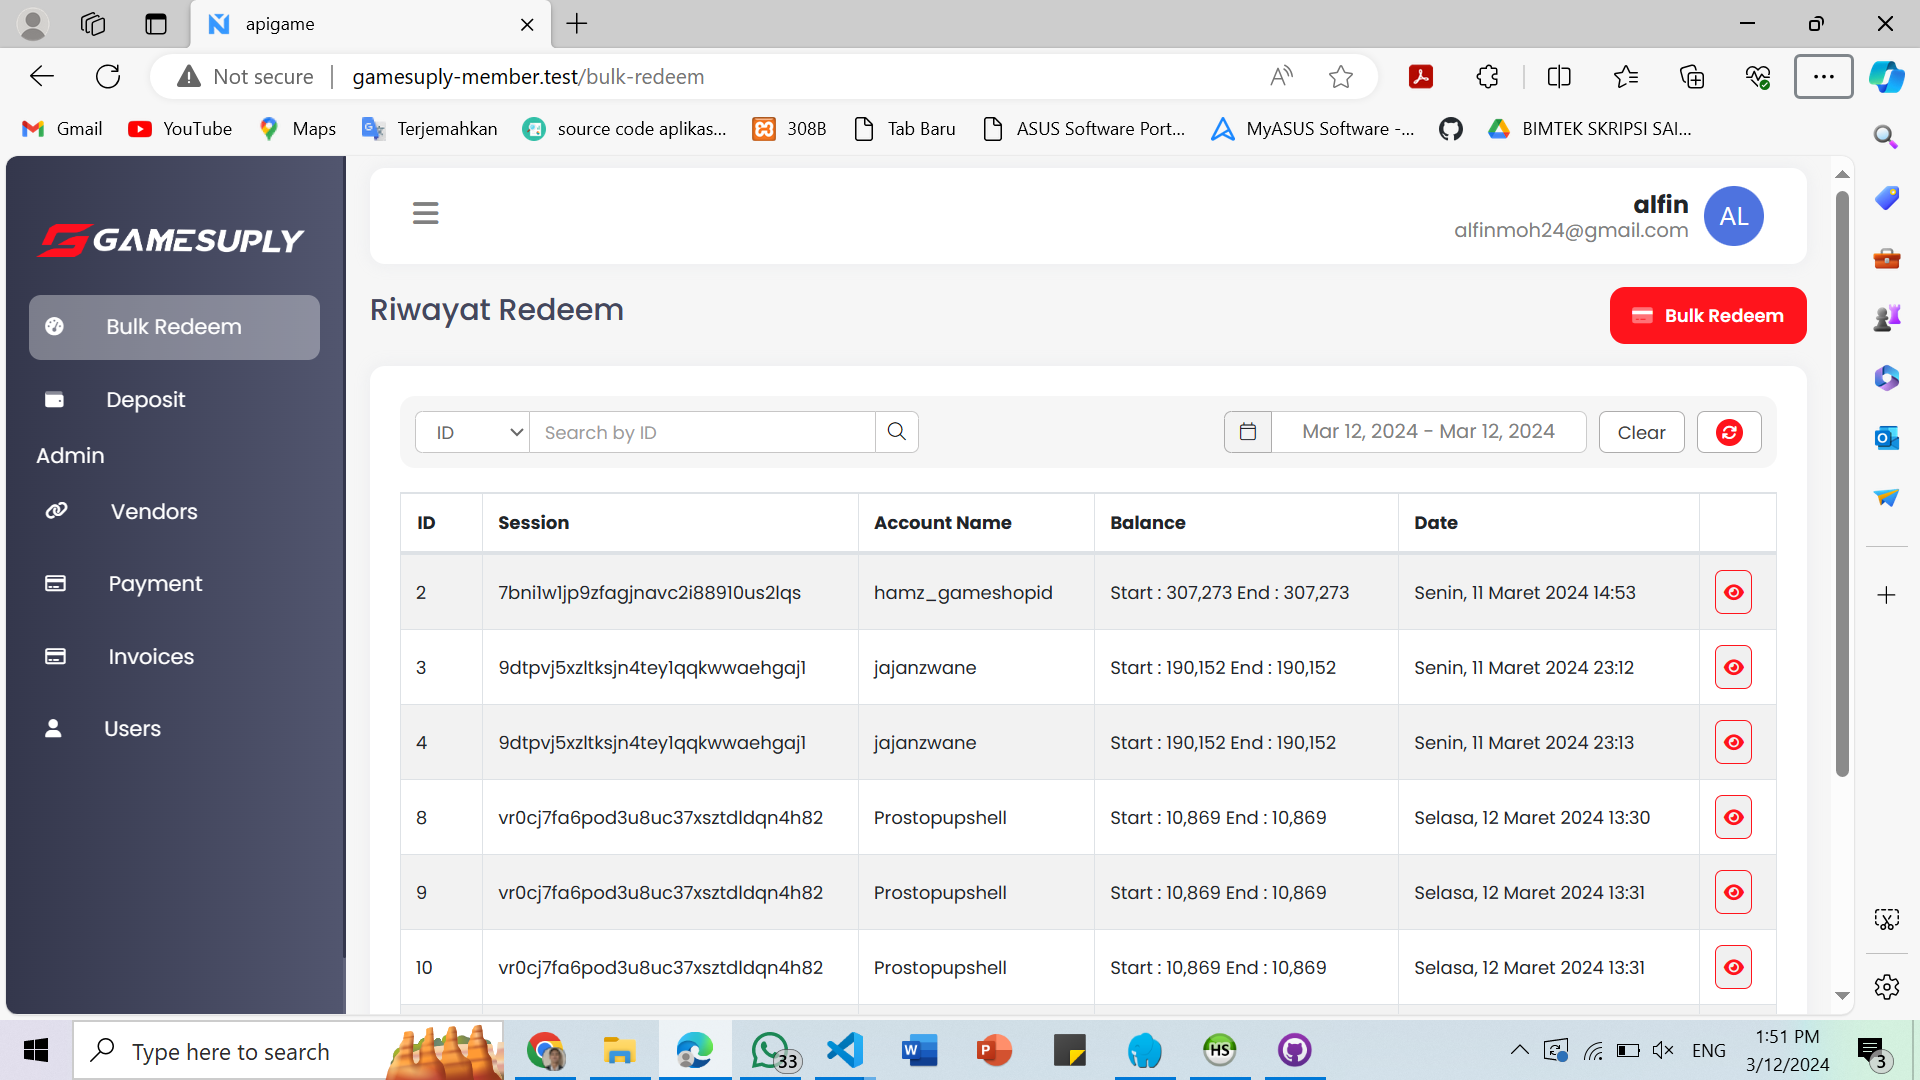 apigame
Not secure
gamesuply-member.test/bulk-redeem
Gmail
YouTube
Maps
Terjemahkan
source code aplikas...
308B
Tab Baru
ASUS Software Port...
MyASUS Software -...
BIMTEK SKRIPSI SAI...
GAMESUPLY
alfin
alfinmoh24@gmail.com
AL
Bulk Redeem
Deposit
Admin
Vendors
Payment
Invoices
Users
Riwayat Redeem
Bulk Redeem
ID
Search by ID
Mar 12, 2024 - Mar 12, 2024
Clear
ID Session Account Name Balance Date
2 7bni1w1jp9zfagjnavc2i88910us2lqs hamz_gameshopid Start : 307,273 End : 307,273 Senin, 11 Maret 2024 14:53
3 9dtpvj5xzltksjn4tey1qqkwwaehgaj1 jajanzwane Start : 190,152 End : 190,152 Senin, 11 Maret 2024 23:12
4 9dtpvj5xzltksjn4tey1qqkwwaehgaj1 jajanzwane Start : 190,152 End : 190,152 Senin, 11 Maret 2024 23:13
8 vr0cj7fa6pod3u8uc37xsztdldqn4h82 Prostopupshell Start : 10,869 End : 10,869 Selasa, 12 Maret 2024 13:30
9 vr0cj7fa6pod3u8uc37xsztdldqn4h82 Prostopupshell Start : 10,869 End : 10,869 Selasa, 12 Maret 2024 13:31
10 vr0cj7fa6pod3u8uc37xsztdldqn4h82 Prostopupshell Start : 10,869 End : 10,869 Selasa, 12 Maret 2024 13:31
Type here to search
33
HS
ENG
1:51 PM
3/12/2024
3